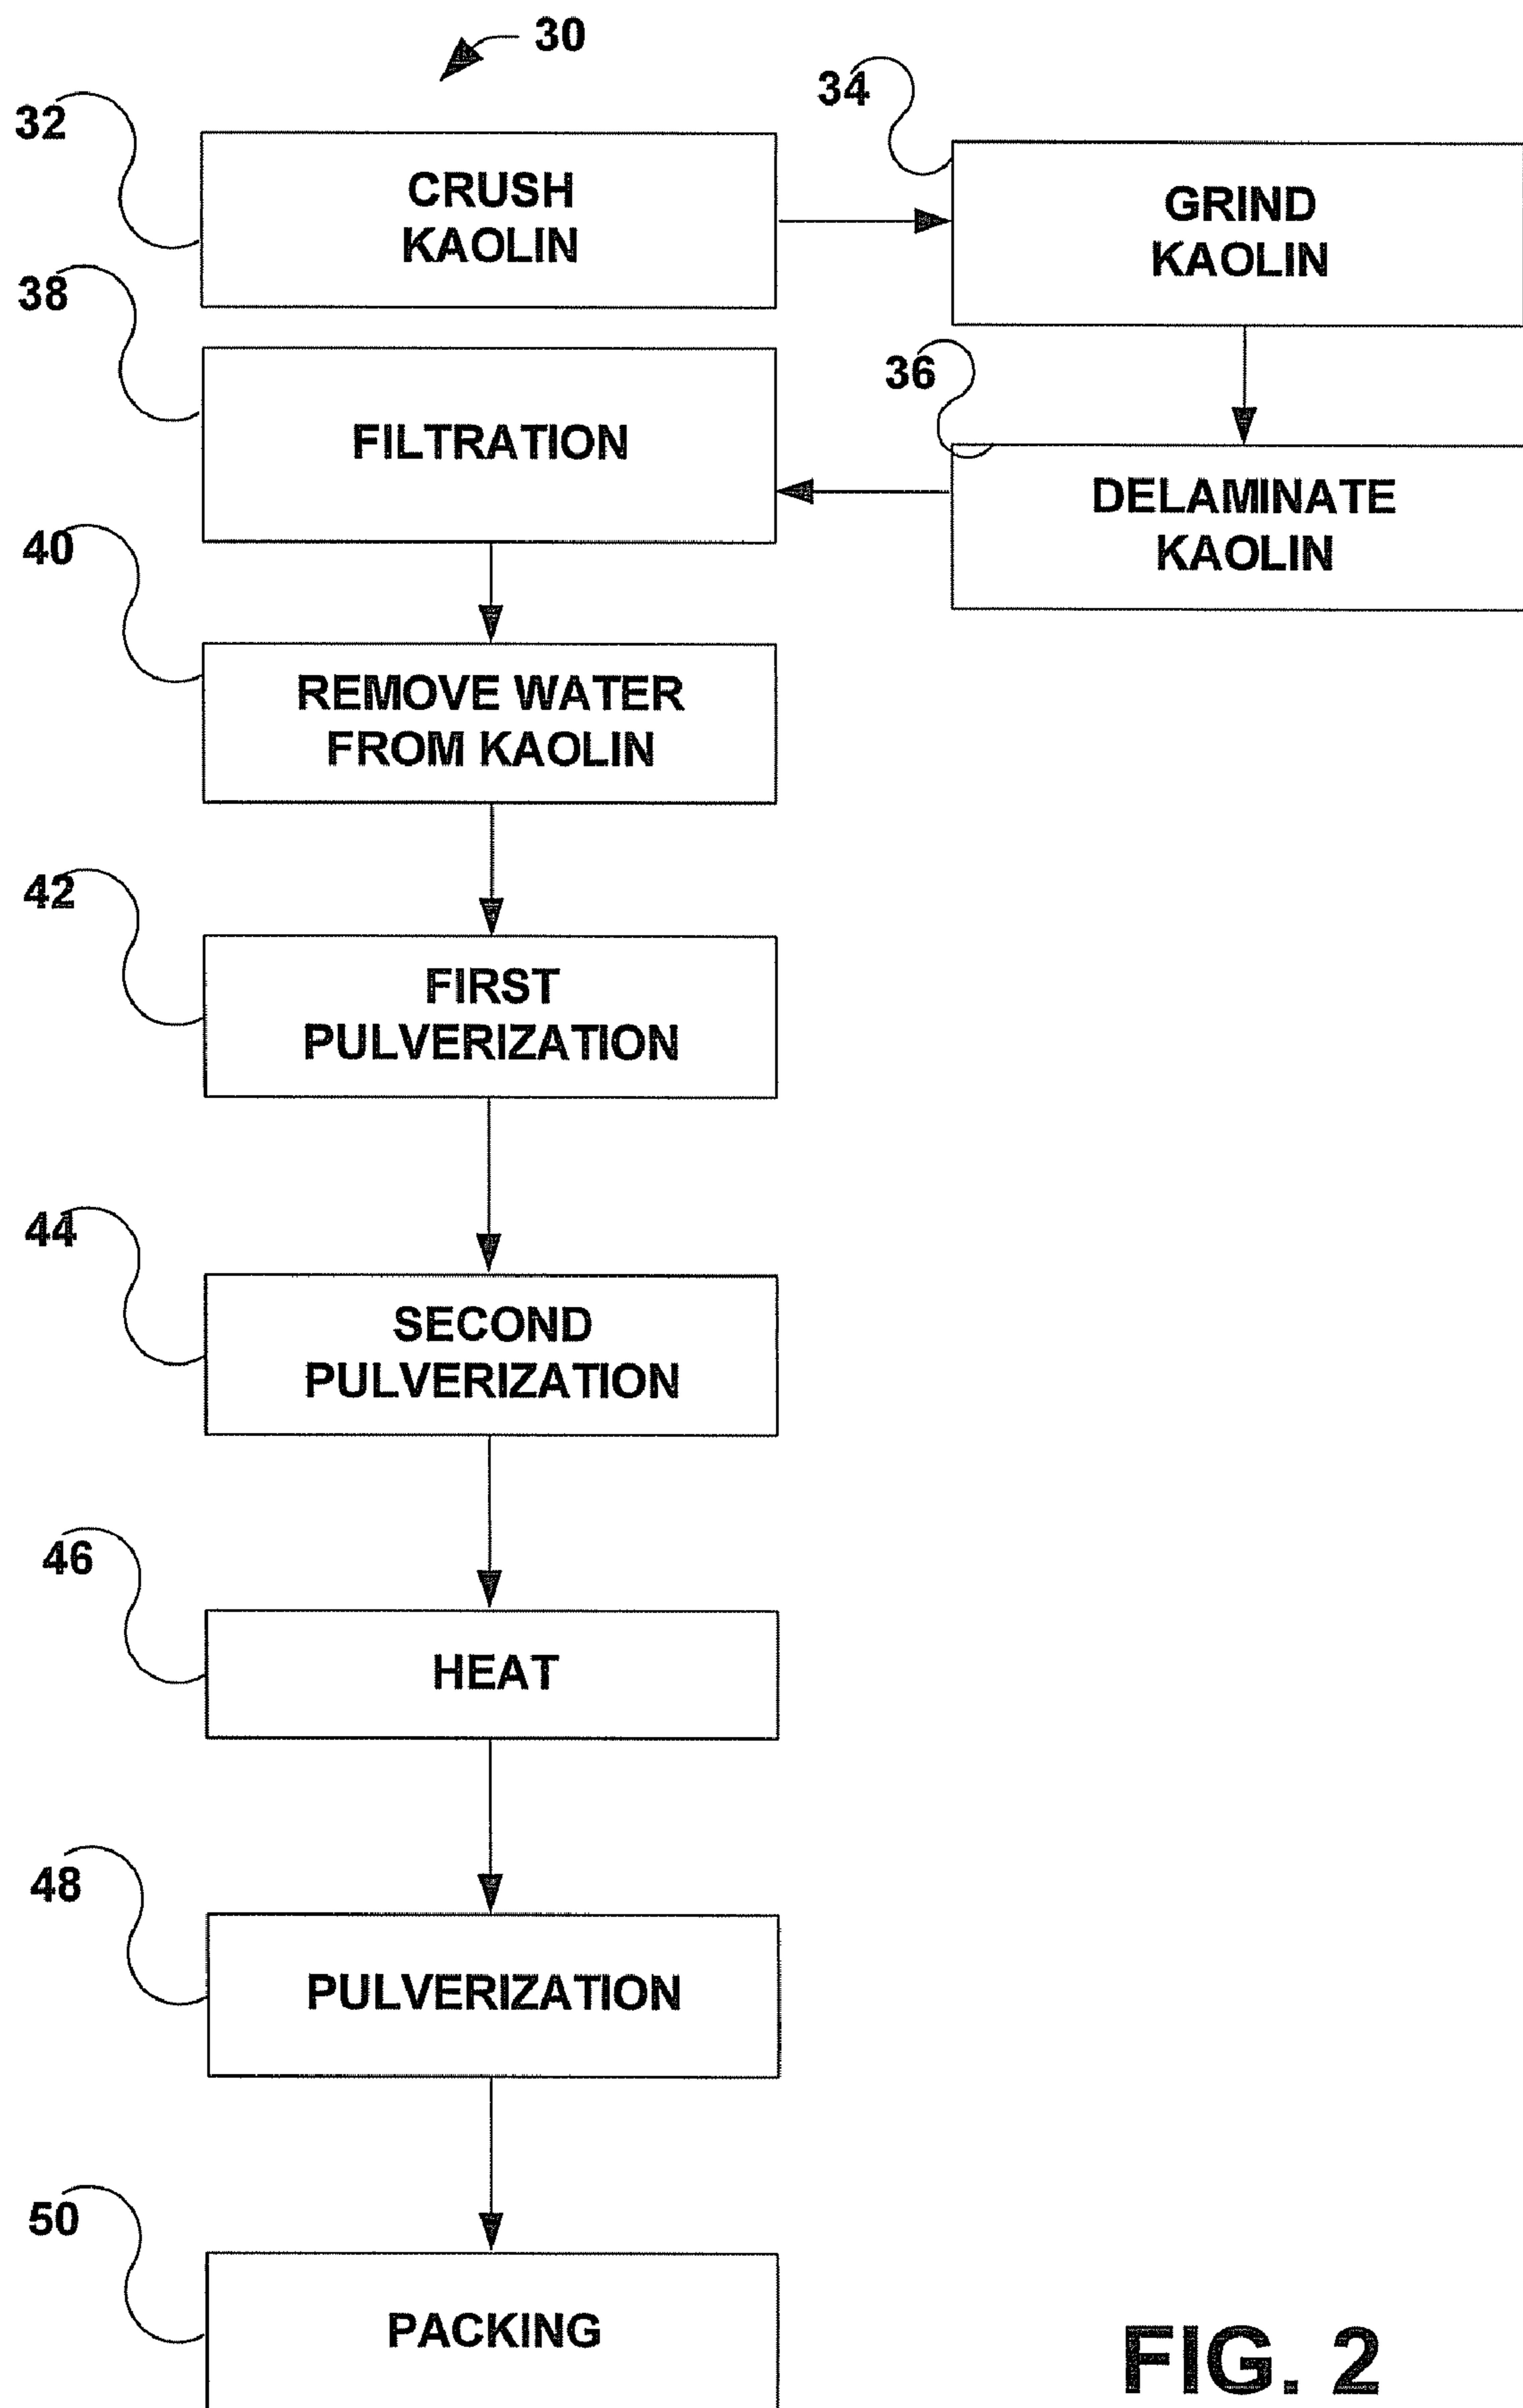 30
32
CRUSH
KAOLIN
34
GRIND
KAOLIN
36
DELAMINATE
KAOLIN
38
FILTRATION
40
REMOVE WATER
FROM KAOLIN
42
FIRST
PULVERIZATION
44
SECOND
PULVERIZATION
46
HEAT
48
PULVERIZATION
50
PACKING
FIG. 2